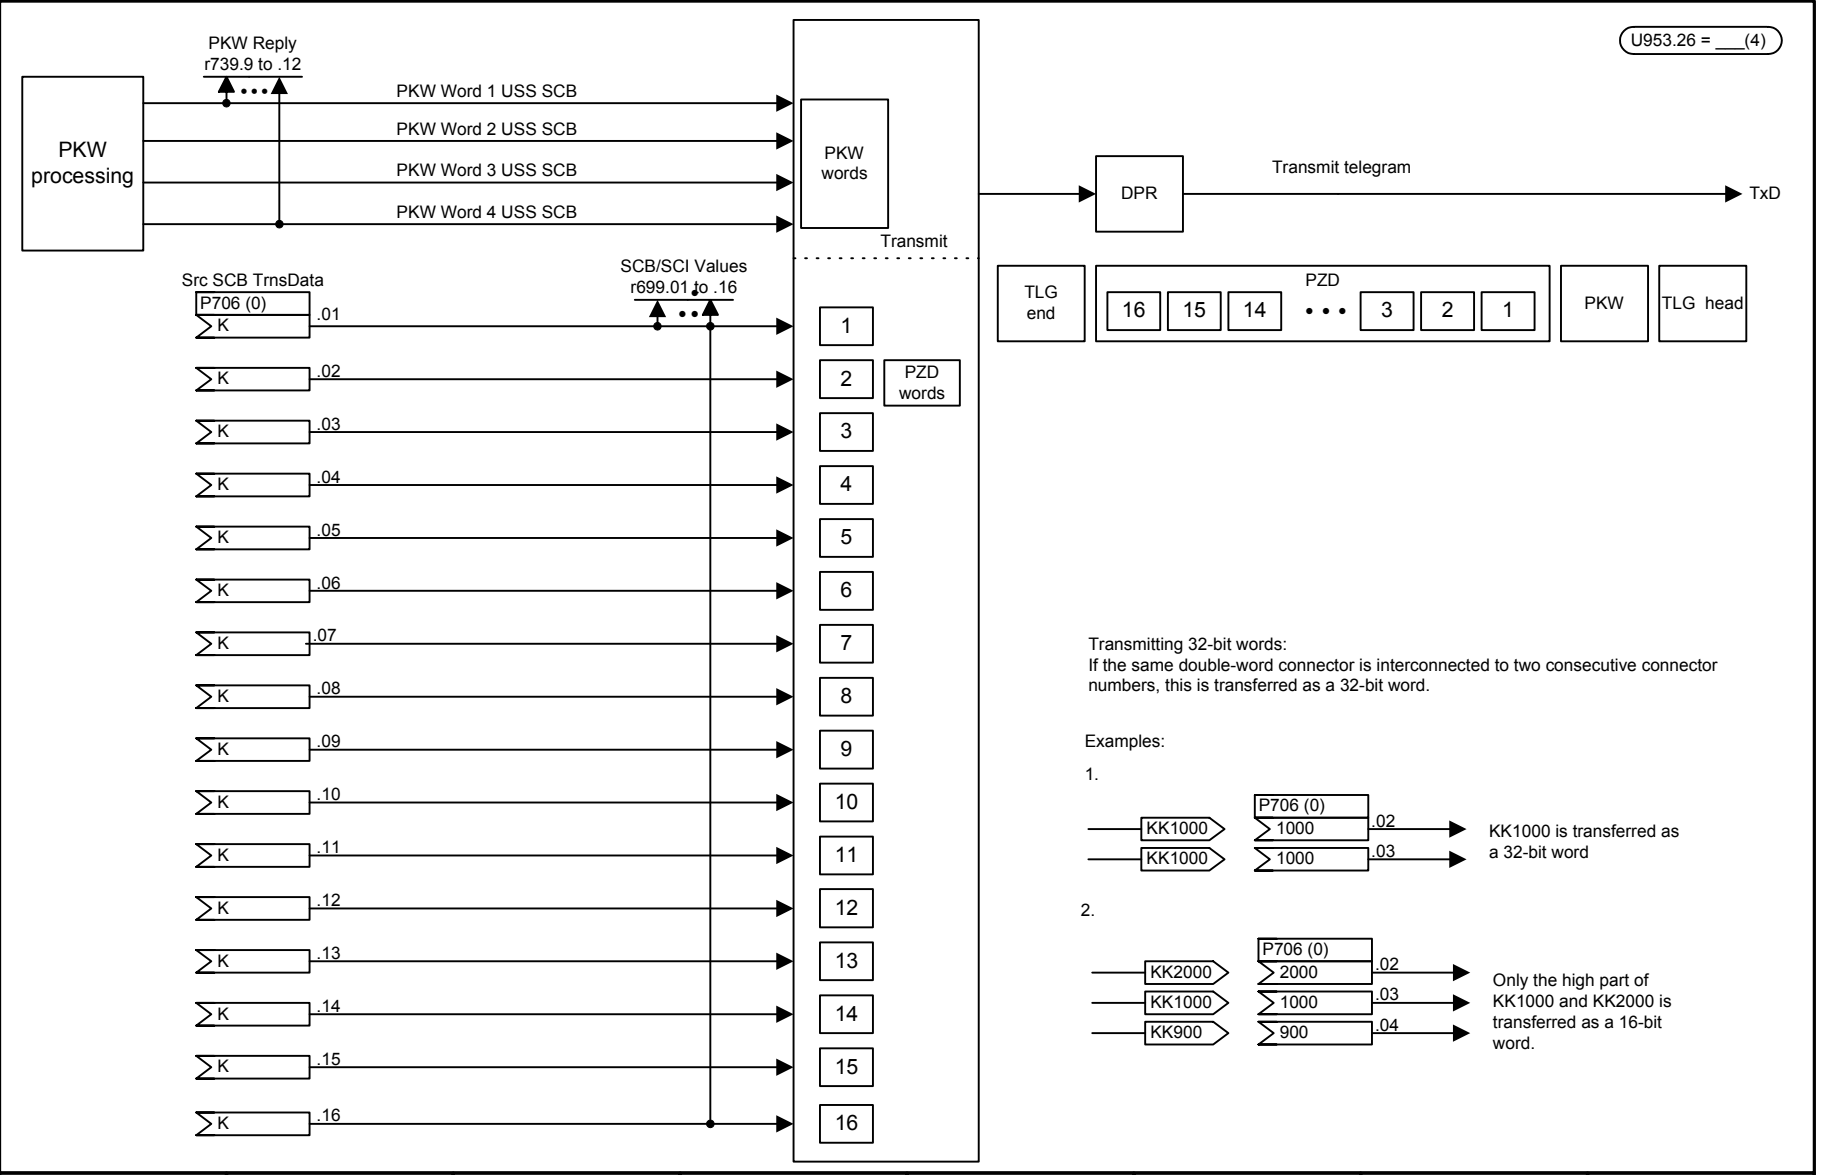 U953.26 = ___(4)
PKW Reply
r739.9 to .12
PKW
processing
PKW Word 1 USS SCB
PKW Word 2 USS SCB
PKW Word 3 USS SCB
PKW Word 4 USS SCB
PKW
words
Transmit
DPR
Transmit telegram
TxD
Src SCB TrnsData
P706 (0)
SCB/SCI Values
r699.01 to .16
TLG
end
PZD
16 15 14 3 2 1
PKW
TLG head
K .01 1
K .02 2
PZD
words
K .03 3
K .04 4
K .05 5
K .06 6
K .07 7
K .08 8
K .09 9
K .10 10
K .11 11
K .12 12
K .13 13
K .14 14
K .15 15
K .16 16
Transmitting 32-bit words:
If the same double-word connector is interconnected to two consecutive connector
numbers, this is transferred as a 32-bit word.
Examples:
1.
P706 (0)
KK1000 1000 .02
KK1000 1000 .03
KK1000 is transferred as
a 32-bit word
2.
P706 (0)
KK2000 2000 .02
KK1000 1000 .03
KK900 900 .04
Only the high part of
KK1000 and KK2000 is
transferred as a 16-bit
word.